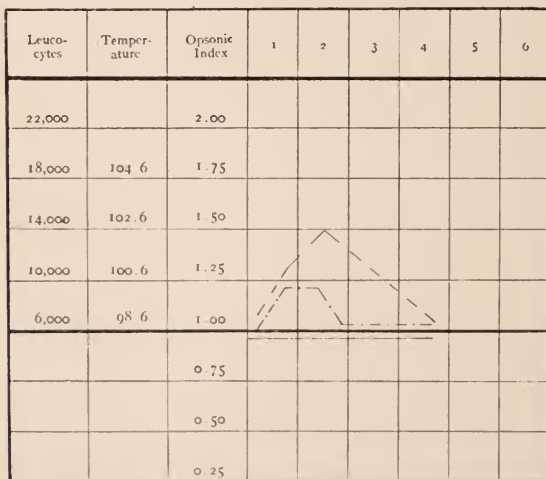 Leuco-
cytes
Temper-
ature
Opsonic
Index
1 2 3 4 5 6
22,000 2.00
18,000 104 6 1.75
14,000 102.6 1.50
10,000 100.6 1.25
6,000 98 6 1.00
0.75
0.50
0.25